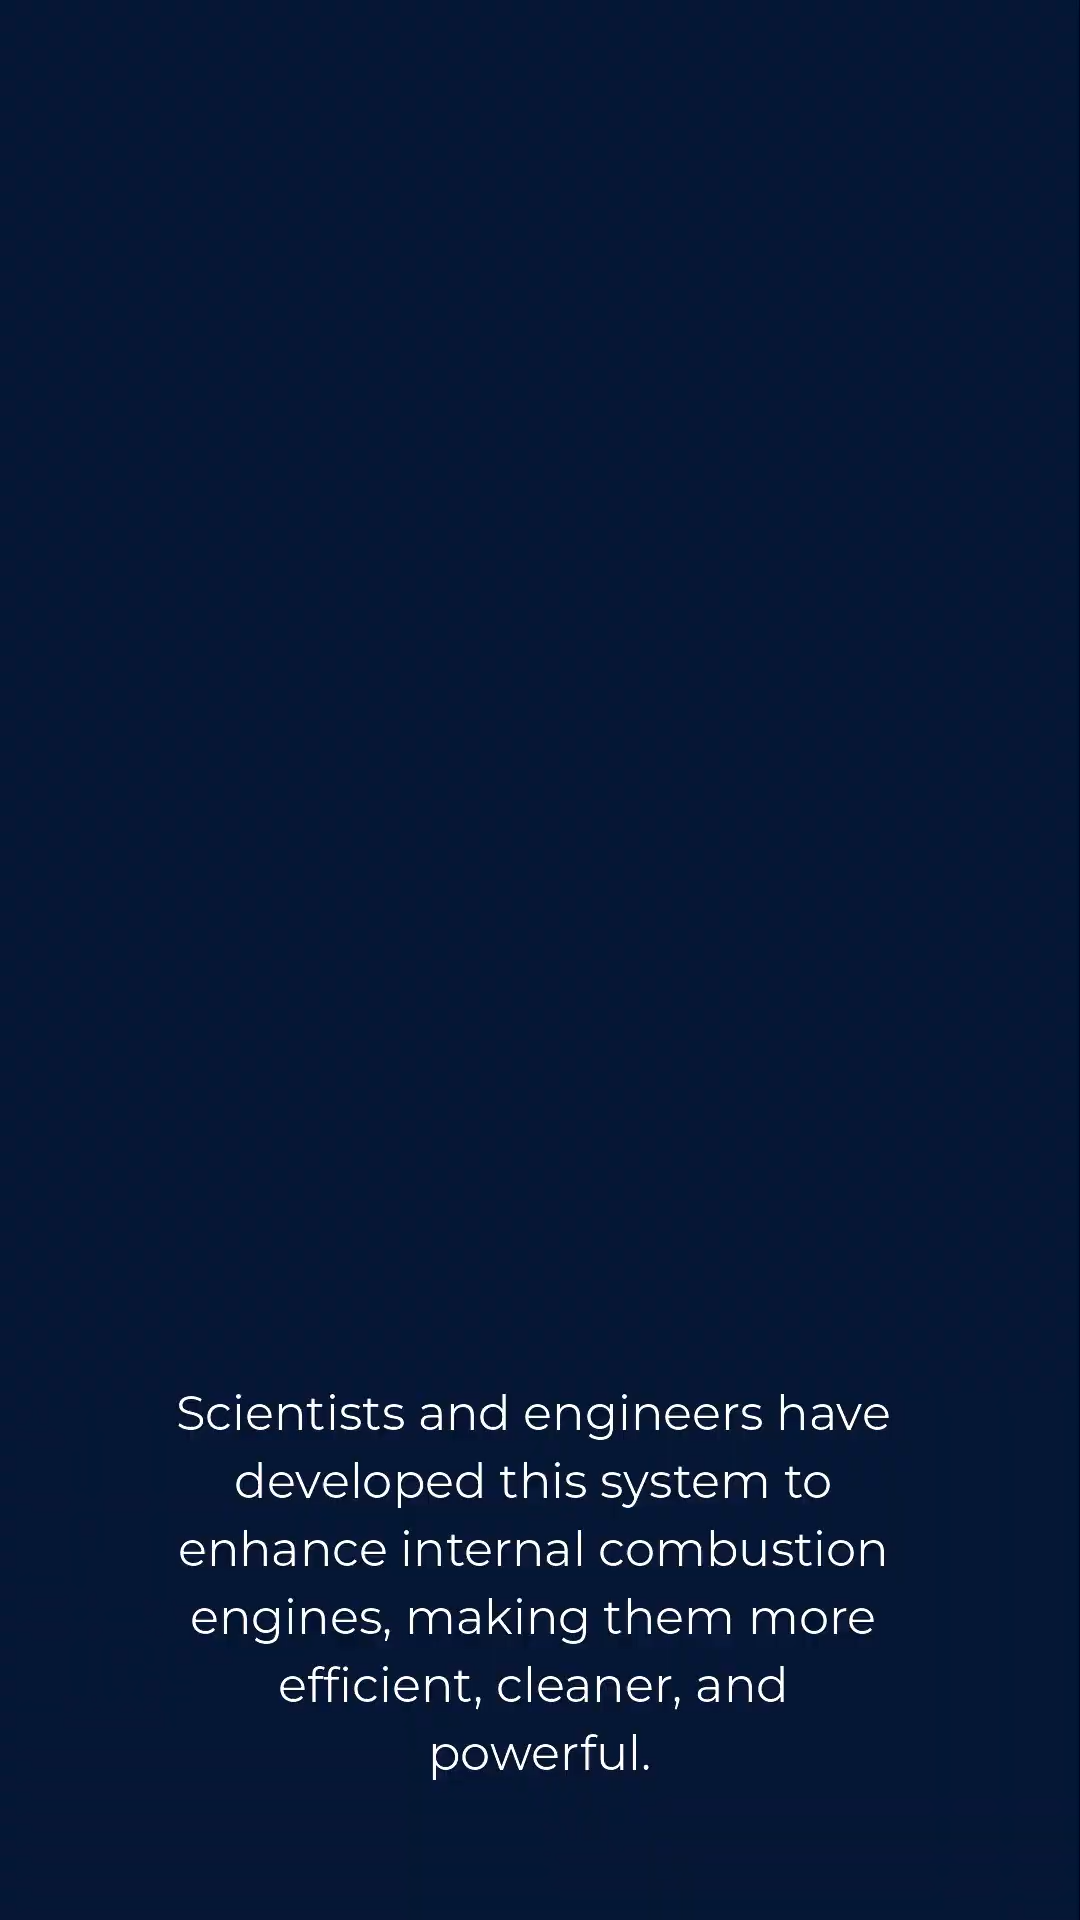 Scientists and engineers have
developed this system to
enhance internal combustion
engines, making them more
efficient, cleaner, and
powerful.